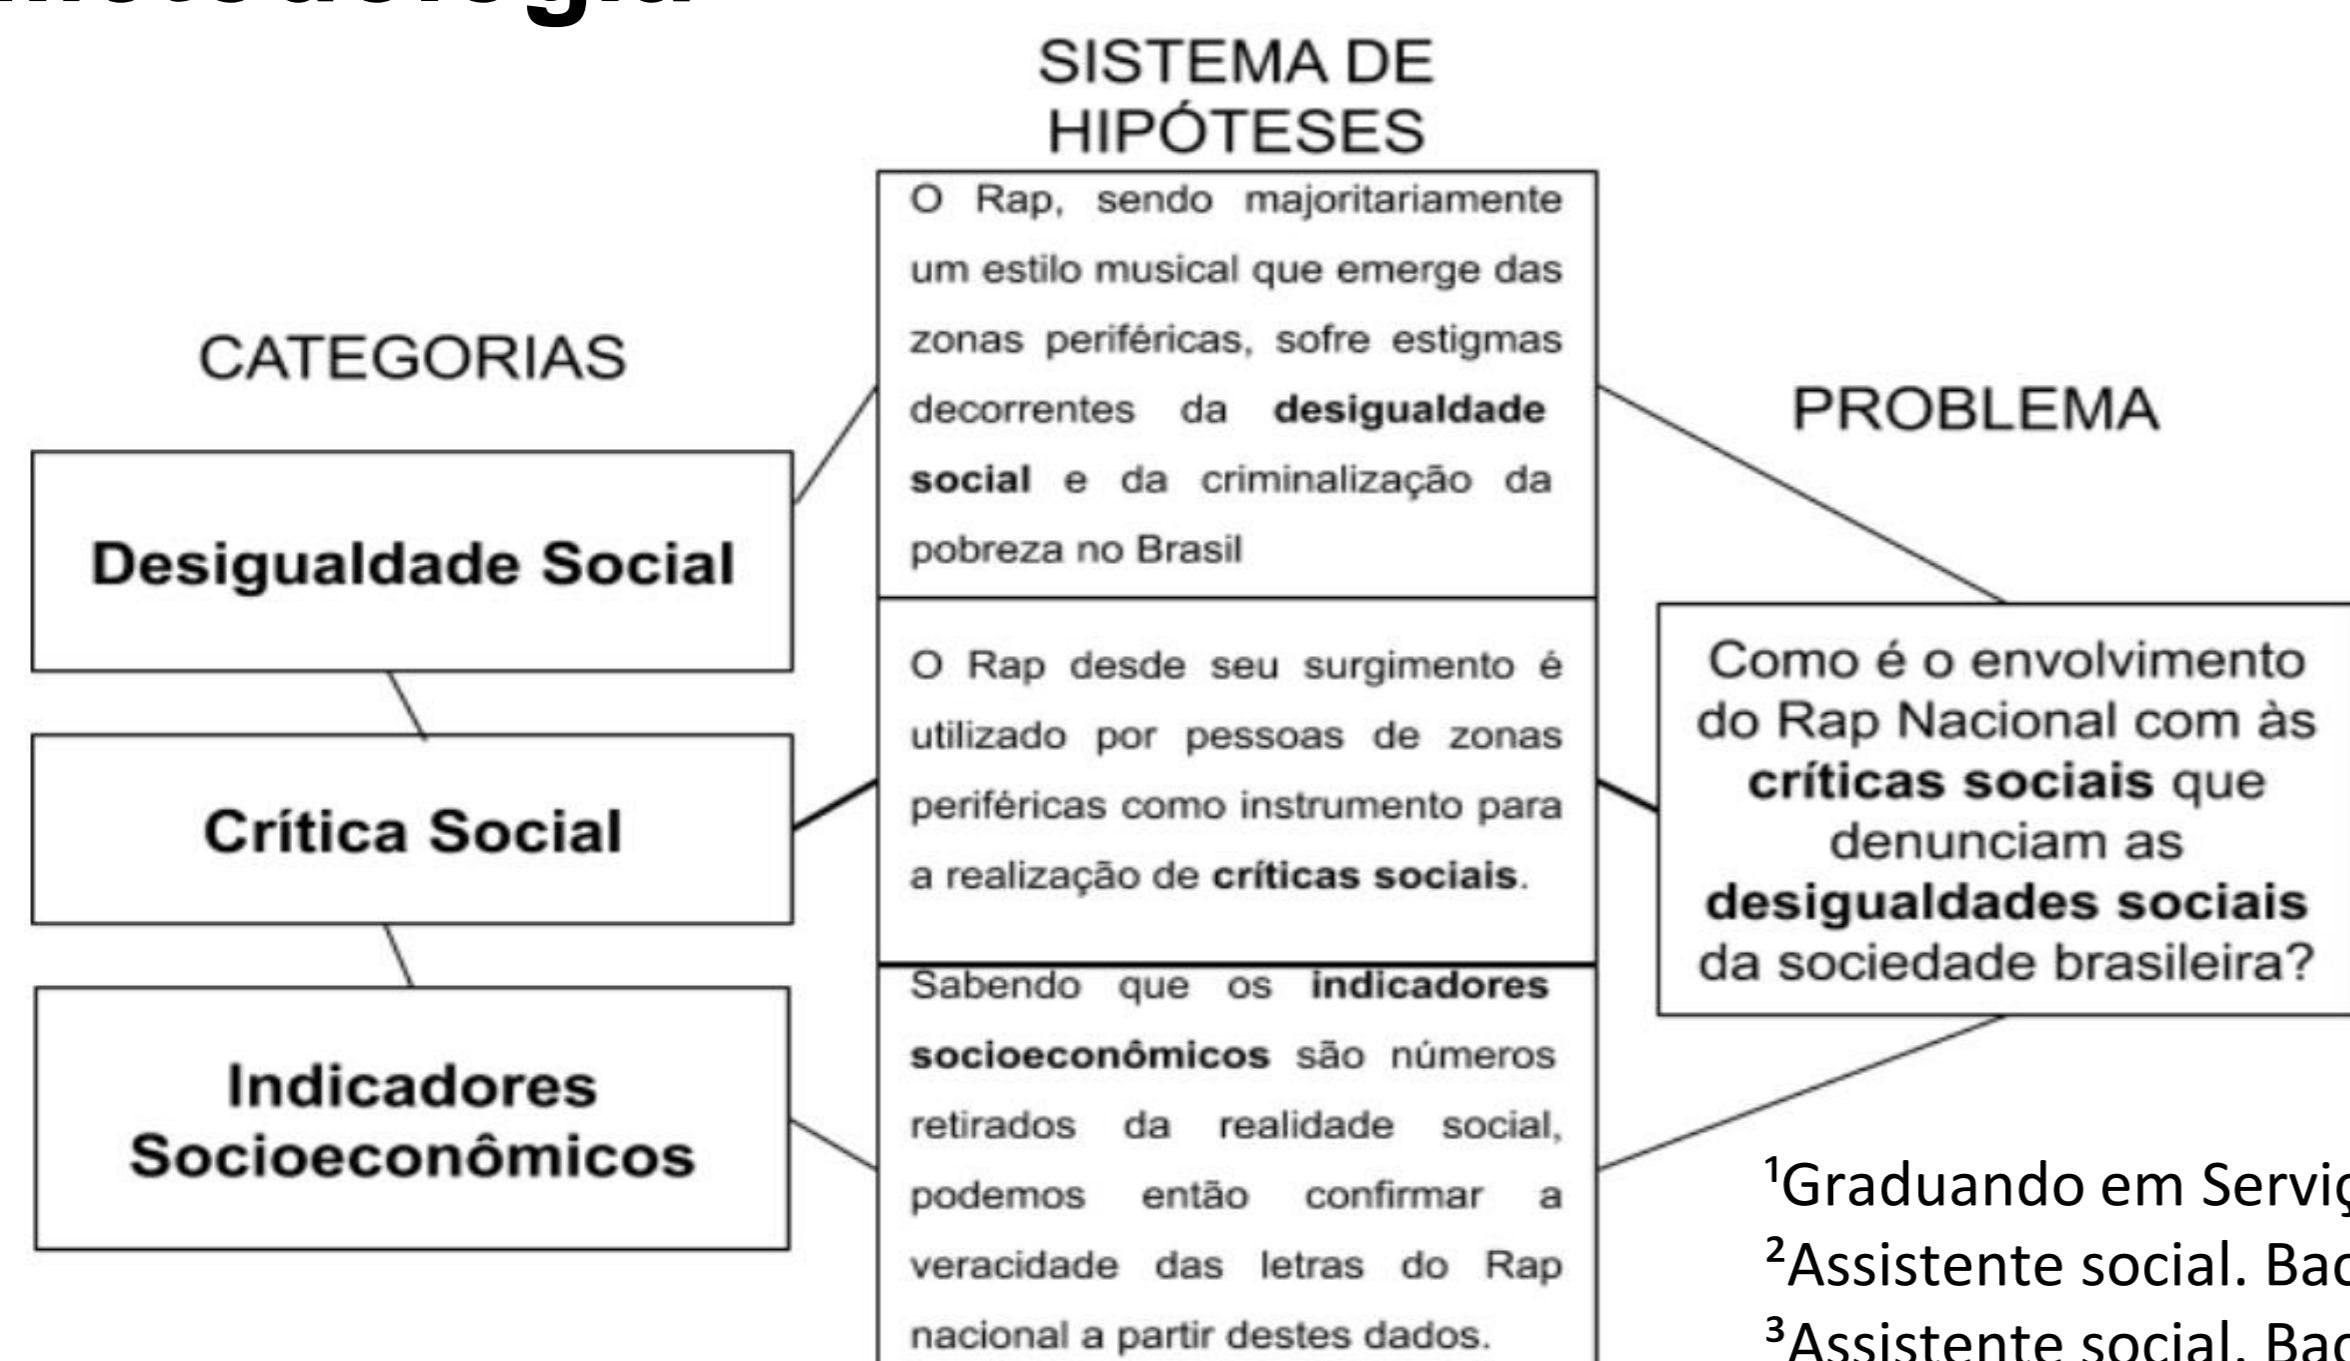 SISTEMA DE
HIPÓTESES
O Rap, sendo majoritariamente
um estilo musical que emerge das
zonas periféricas, sofre estigmas
decorrentes da desigualdade
social e da criminalização da
pobreza no Brasil
O Rap desde seu surgimento é
utilizado por pessoas de zonas
periféricas como instrumento para
a realização de críticas sociais.
Sabendo que os indicadores
socioeconômicos são números
retirados da realidade social,
podemos então confirmar a
veracidade das letras do Rap
nacional a partir destes dados.
CATEGORIAS
Desigualdade Social
Crítica Social
Indicadores
Socioeconômicos
PROBLEMA
Como é o envolvimento
do Rap Nacional com às
críticas sociais que
denunciam as
desigualdades sociais
da sociedade brasileira?
¹Graduando em
²Assistente social.
³Assistente social.